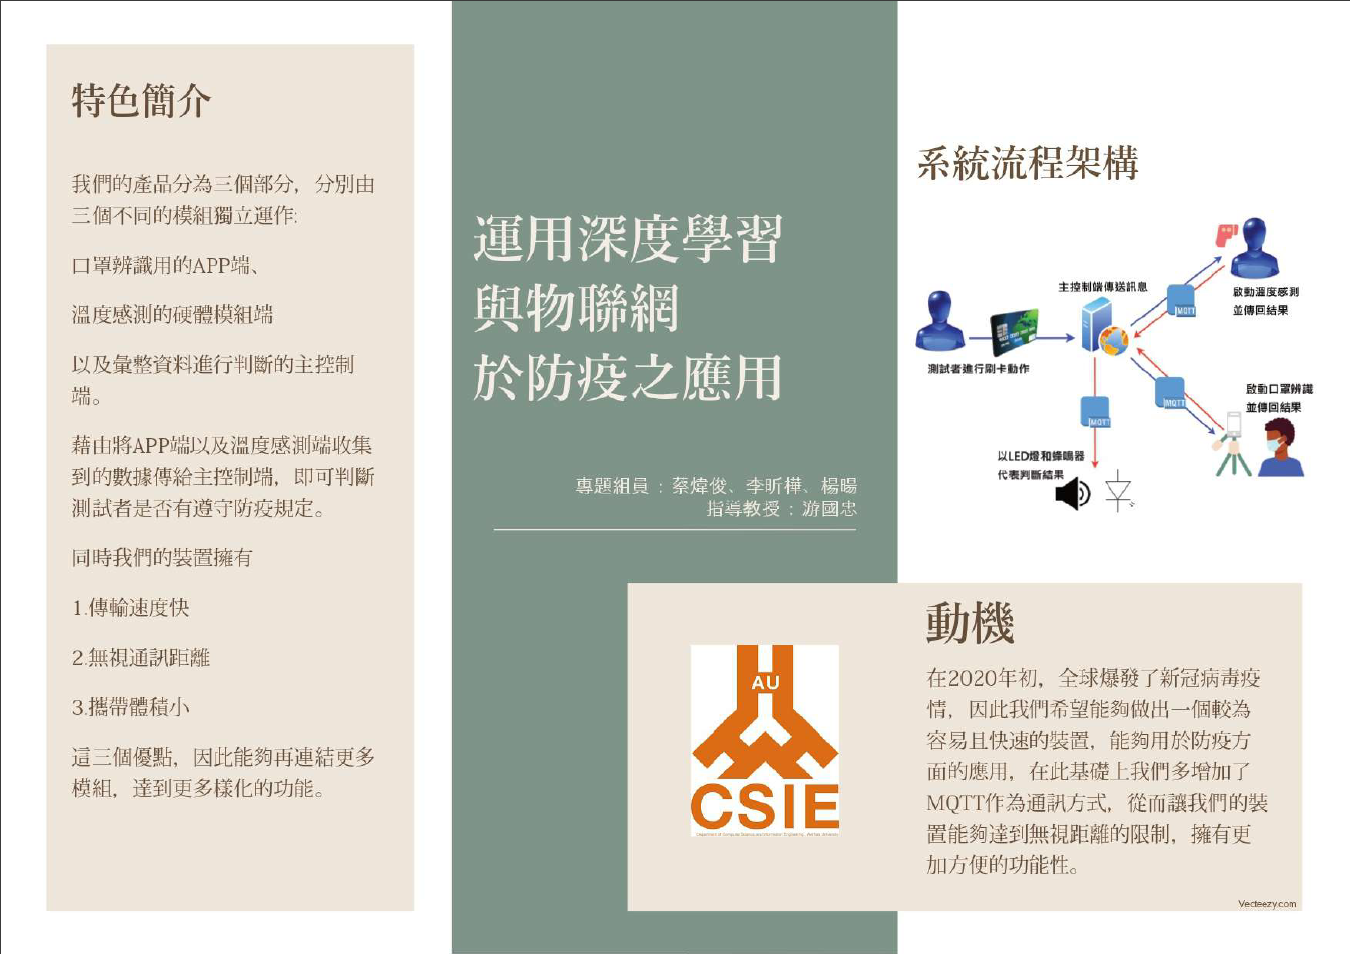 特色簡介
我們的產品分為三個部分，分別由
三個不同的模組獨立運作:
口罩辨識用的APP端、
溫度感測的硬體模組端
以及彙整資料進行判斷的主控制
端。
藉由將APP端以及溫度感測端收集
到的數據傳給主控制端，即可判斷
測試者是否有遵守防疫規定。
同時我們的裝置擁有
1.傳輸速度快
2.無視通訊距離
3.攜帶體積小
這三個優點，因此能夠再連結更多
模組，達到更多樣化的功能。
運用深度學習
與物聯網
於防疫之應用
專題組員：蔡煒俊、李昕樺、楊暘
指導教授：游國忠
系統流程架構
主控制端傳送訊息
啟動溫度感測
並傳回結果
MQTT
測試者進行刷卡動作
MQTT
啟動口罩辨識
並傳回結果
MQTT
以LED燈和蜂鳴器
代表判斷結果
AU
CSIE
動機
在2020年初，全球爆發了新冠病毒疫
情，因此我們希望能夠做出一個較為
容易且快速的裝置，能夠用於防疫方
面的應用，在此基礎上我們多增加了
MQTT作為通訊方式，從而讓我們的裝
置能夠達到無視距離的限制，擁有更
加方便的功能性。
Vecteezy.com